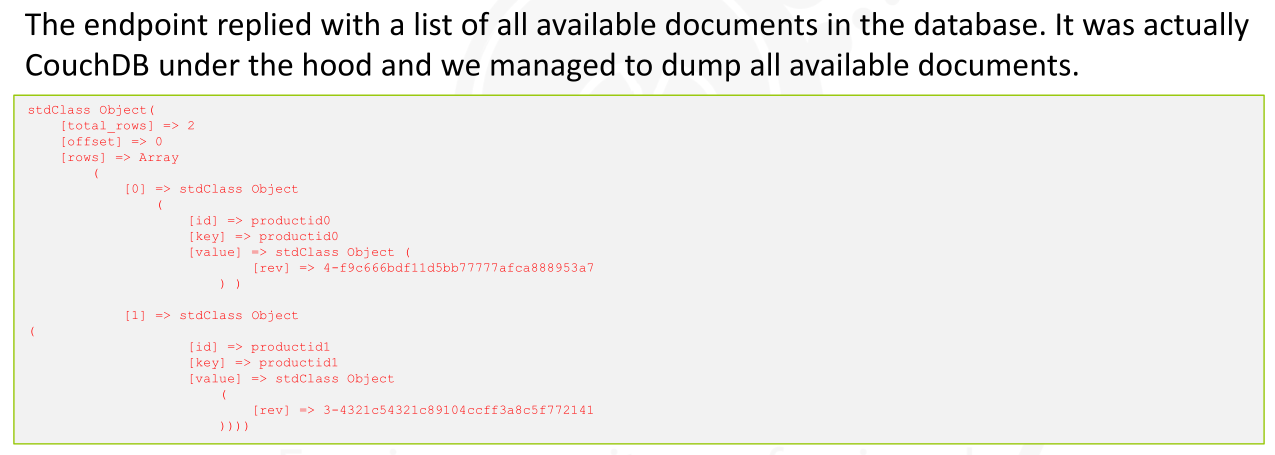 The endpoint replied with a list of all available documents in the database. It was actually
CouchDB under the hood and we managed to dump all available documents.
stdClass Object(
[total_rows] => 2
[offset] => 0
[rows] => Array
(
[0] => stdClass Object
(
[id] => productid0
[key] => productid0
[value] => stdClass Object (
[rev] => 4-f9c666bdf11d5bb77777afca888953a7
) )
[1] => stdClass Object
(
[id] => productid1
[key] => productid1
[value] => stdClass Object
(
[rev] => 3-4321c54321c89104ccff3a8c5f772141
))))